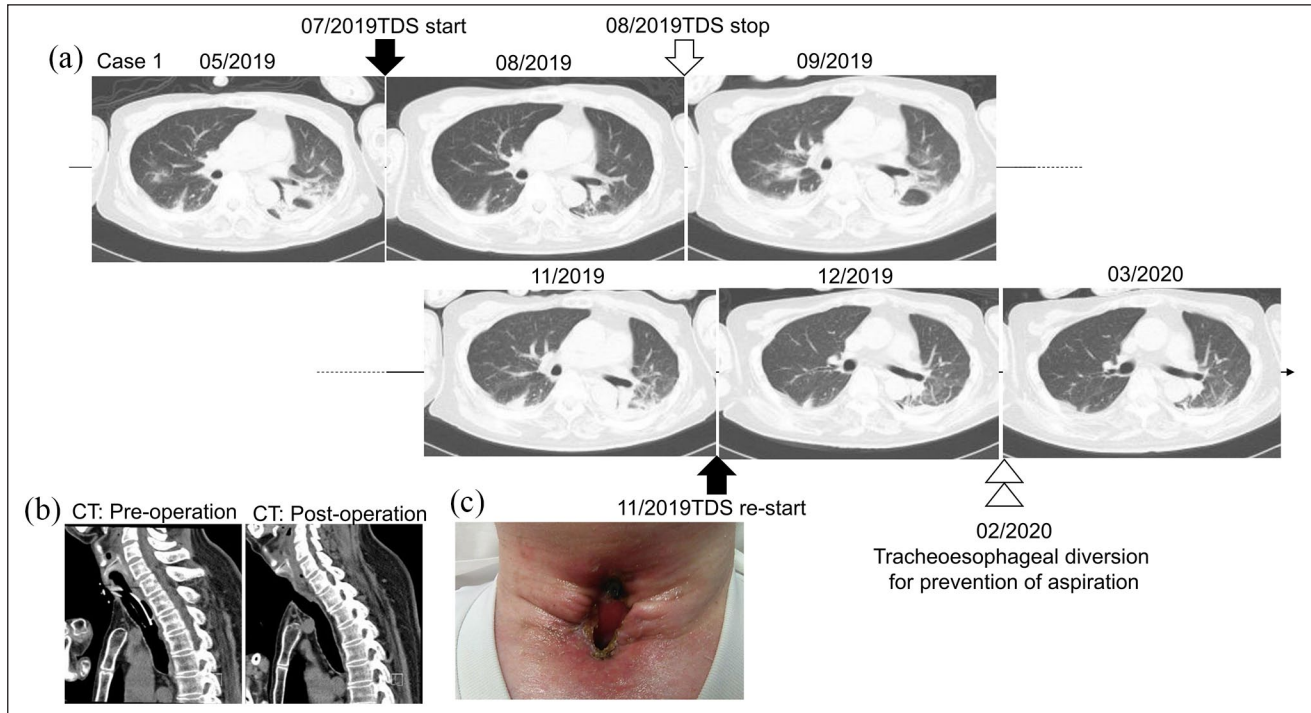 07/2019TDS start
08/2019TDS stop
(a)
Case 1
05/2019
08/2019
09/2019
11/2019
12/2019
03/2020
11/2019TDS re-start
02/2020
Tracheoesophageal diversion
for prevention of aspiration
(b)
CT: Pre-operation
CT: Post-operation
(c)